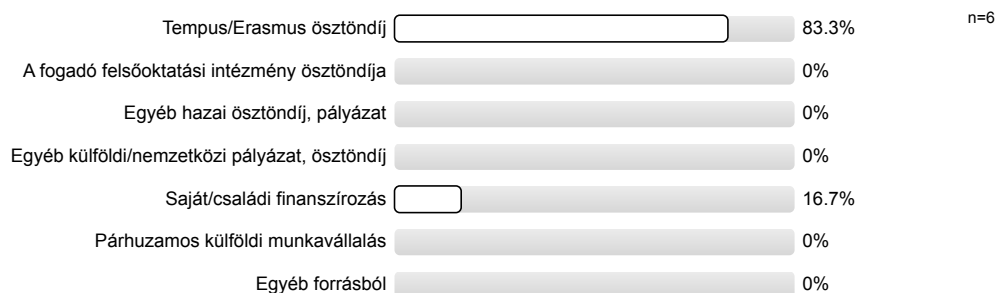 Tempus/Erasmus ösztöndíj 83.3% n=6
A fogadó felsőoktatási intézmény ösztöndíja 0%
Egyéb hazai ösztöndíj, pályázat 0%
Egyéb külföldi/nemzetközi pályázat, ösztöndíj 0%
Saját/családi finanszírozás 16.7%
Párhuzamos külföldi munkavállalás 0%
Egyéb forrásból 0%